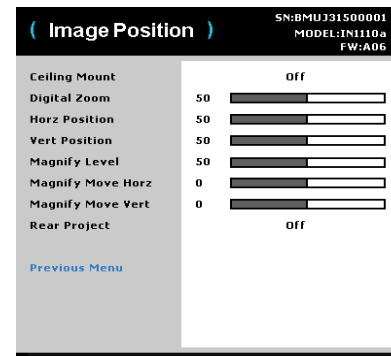 ( Image Position )
SN:BMUJ31500001
MODEL:IN1110a
FW:A06
Ceiling Mount Off
Digital Zoom 50
Horz Position 50
Vert Position 50
Magnify Level 50
Magnify Move Horz 0
Magnify Move Vert 0
Rear Project Off
Previous Menu